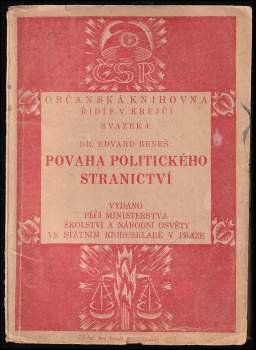 ČSR
OBČANSKÁ KNIHOVNA
ŘÍDÍ F. V. KREJČÍ
SVAZEK 4.
DR. EDVARD BENEŠ:
POVAHA POLITICKÉHO
STRANICTVÍ
VYDÁNO
PÉČÍ MINISTERSTVA
ŠKOLSTVÍ A NÁRODNÍ OSVĚTY
VE STÁTNÍM KNIHOSKLADĚ V PRAZE